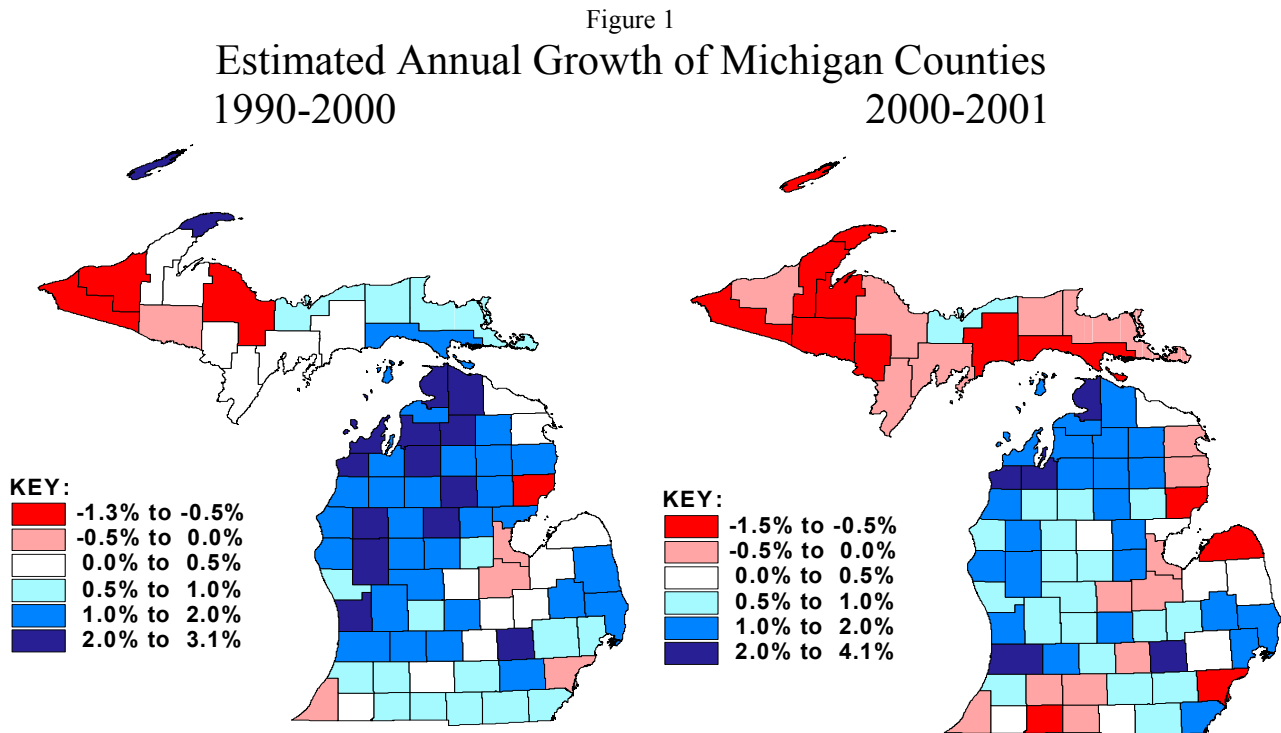 Figure 1
Estimated Annual Growth of Michigan Counties
1990-2000
2000-2001
KEY:
-1.3% to -0.5%
-0.5% to 0.0%
0.0% to 0.5%
0.5% to 1.0%
1.0% to 2.0%
2.0% to 3.1%
KEY:
-1.5% to -0.5%
-0.5% to 0.0%
0.0% to 0.5%
0.5% to 1.0%
1.0% to 2.0%
2.0% to 4.1%